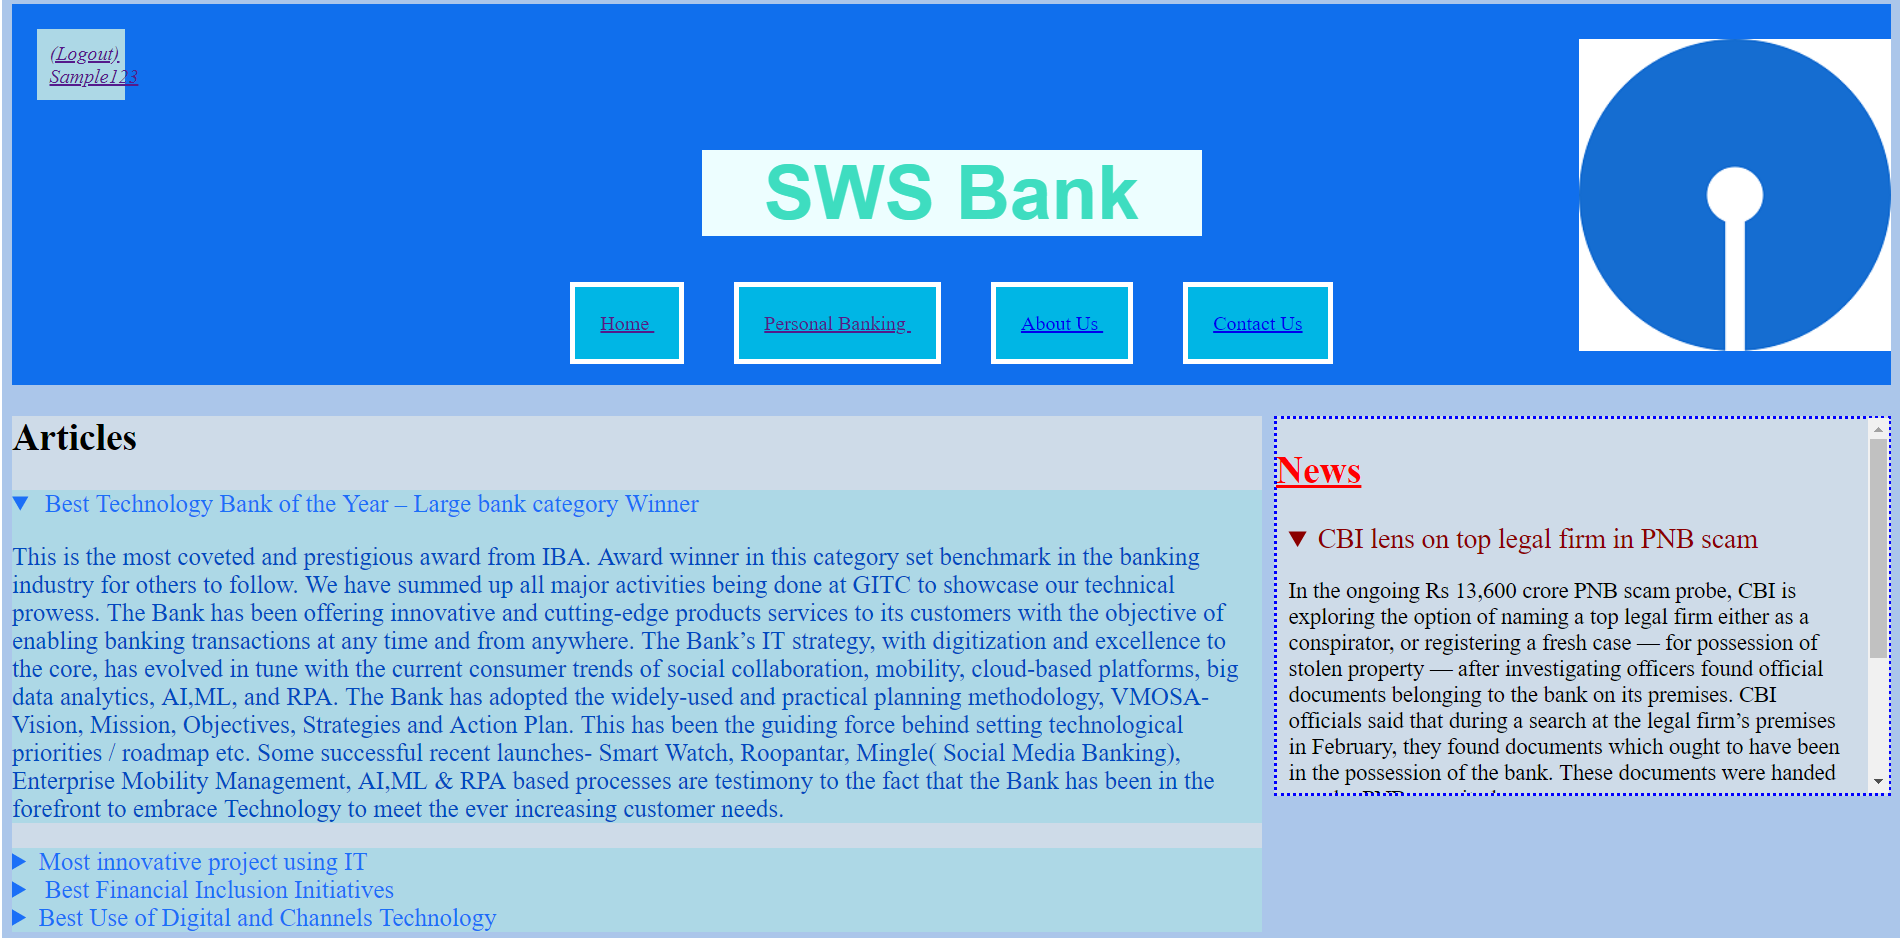 (Logout)
Sample123
SWS Bank
Home
Personal Banking
About Us
Contact Us
Articles
Best Technology Bank of the Year – Large bank category Winner
This is the most coveted and prestigious award from IBA. Award winner in this category set benchmark in the banking
industry for others to follow. We have summed up all major activities being done at GITC to showcase our technical
prowess. The Bank has been offering innovative and cutting-edge products services to its customers with the objective of
enabling banking transactions at any time and from anywhere. The Bank’s IT strategy, with digitization and excellence to
the core, has evolved in tune with the current consumer trends of social collaboration, mobility, cloud-based platforms, big
data analytics, AI,ML, and RPA. The Bank has adopted the widely-used and practical planning methodology, VMOSA-
Vision, Mission, Objectives, Strategies and Action Plan. This has been the guiding force behind setting technological
priorities / roadmap etc. Some successful recent launches- Smart Watch, Roopantar, Mingle( Social Media Banking),
Enterprise Mobility Management, AI,ML & RPA based processes are testimony to the fact that the Bank has been in the
forefront to embrace Technology to meet the ever increasing customer needs.
Most innovative project using IT
Best Financial Inclusion Initiatives
Best Use of Digital and Channels Technology
News
CBI lens on top legal firm in PNB scam
In the ongoing Rs 13,600 crore PNB scam probe, CBI is
exploring the option of naming a top legal firm either as a
conspirator, or registering a fresh case — for possession of
stolen property — after investigating officers found official
documents belonging to the bank on its premises. CBI
officials said that during a search at the legal firm’s premises
in February, they found documents which ought to have been
in the possession of the bank. These documents were handed